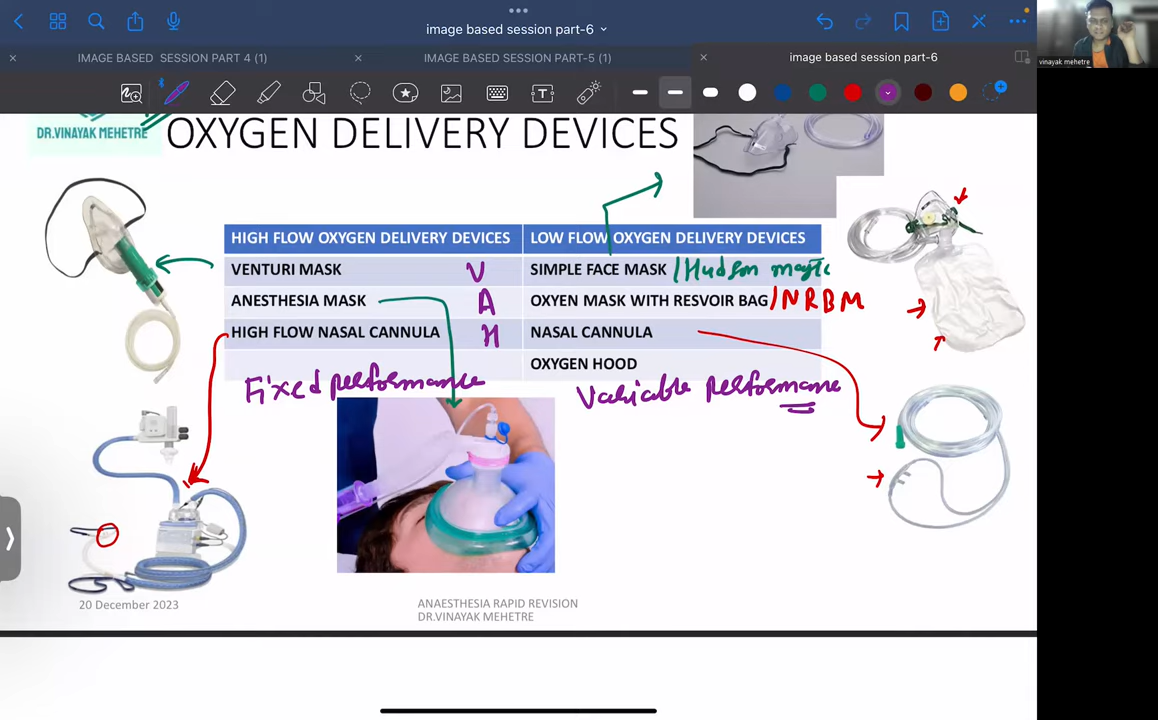 image based session part-6
IMAGE BASED SESSION PART 4 (1)
IMAGE BASED SESSION PART-5 (1)
image based session part-6
vinayak mehetre
DR.VINAYAK MEHETRE
OXYGEN DELIVERY DEVICES
HIGH FLOW OXYGEN DELIVERY DEVICES LOW FLOW OXYGEN DELIVERY DEVICES
VENTURI MASK V SIMPLE FACE MASK /Hudson
ANESTHESIA MASK A OXYEN MASK WITH RESVOIR BAG /NRBM
HIGH FLOW NASAL CANNULA H NASAL CANNULA
OXYGEN HOOD
Fixed performance Variable performance
20 December 2023
ANAESTHESIA RAPID REVISION
DR.VINAYAK MEHETRE